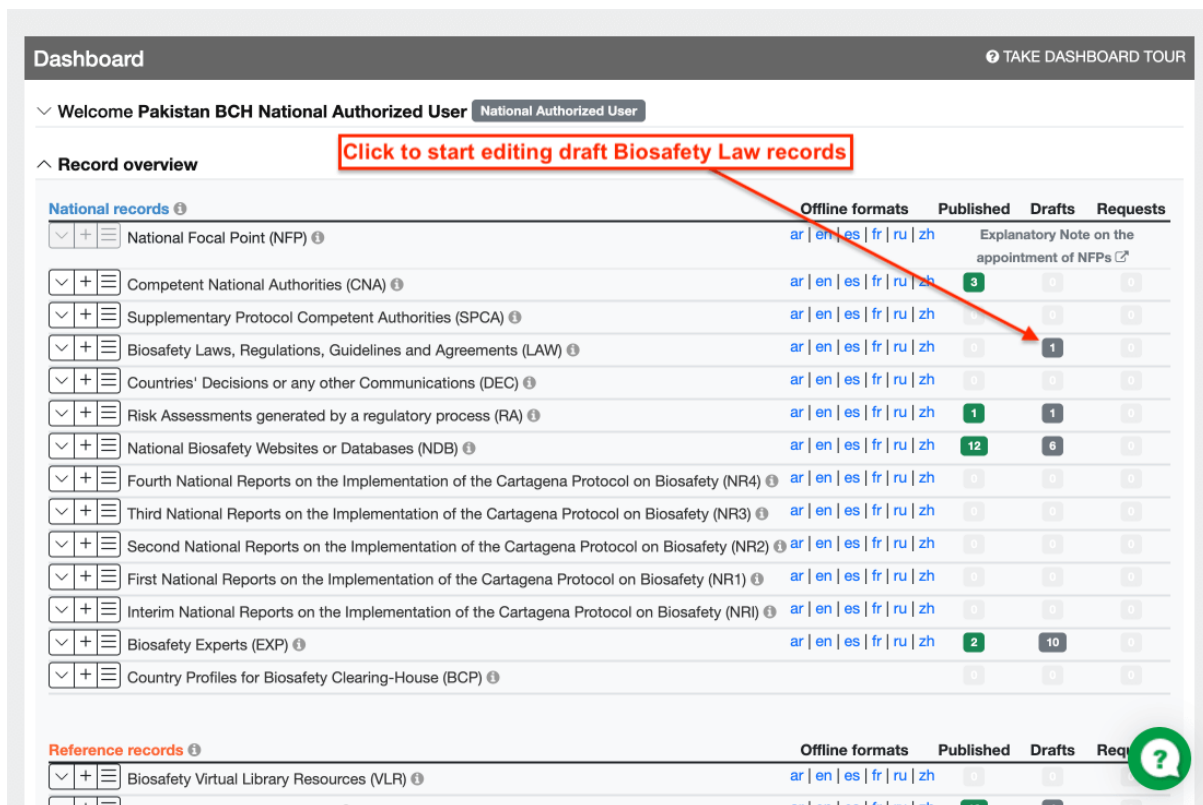 Dashboard
TAKE DASHBOARD TOUR
Welcome Pakistan BCH National Authorized User National Authorized User
Click to start editing draft Biosafety Law records
Record overview
National records Offline formats Published Drafts Requests
National Focal Point (NFP) ar | en | es | fr | ru | zh Explanatory Note on the
appointment of NFPs
Competent National Authorities (CNA) ar | en | es | fr | ru | zh 3 0 0
Supplementary Protocol Competent Authorities (SPCA) ar | en | es | fr | ru | zh 0 0 0
Biosafety Laws, Regulations, Guidelines and Agreements (LAW) ar | en | es | fr | ru | zh 0 1 0
Countries' Decisions or any other Communications (DEC) ar | en | es | fr | ru | zh 0 0 0
Risk Assessments generated by a regulatory process (RA) ar | en | es | fr | ru | zh 1 1 0
National Biosafety Websites or Databases (NDB) ar | en | es | fr | ru | zh 12 6 0
Fourth National Reports on the Implementation of the Cartagena Protocol on Biosafety (NR4) ar | en | es | fr | ru | zh 0 0 0
Third National Reports on the Implementation of the Cartagena Protocol on Biosafety (NR3) ar | en | es | fr | ru | zh 0 0 0
Second National Reports on the Implementation of the Cartagena Protocol on Biosafety (NR2) ar | en | es | fr | ru | zh 0 0 0
First National Reports on the Implementation of the Cartagena Protocol on Biosafety (NR1) ar | en | es | fr | ru | zh 0 0 0
Interim National Reports on the Implementation of the Cartagena Protocol on Biosafety (NRI) ar | en | es | fr | ru | zh 0 0 0
Biosafety Experts (EXP) ar | en | es | fr | ru | zh 2 10 0
Country Profiles for Biosafety Clearing-House (BCP) 0 0 0
Reference records Offline formats Published Drafts Req
Biosafety Virtual Library Resources (VLR) ar | en | es | fr | ru | zh 0 0